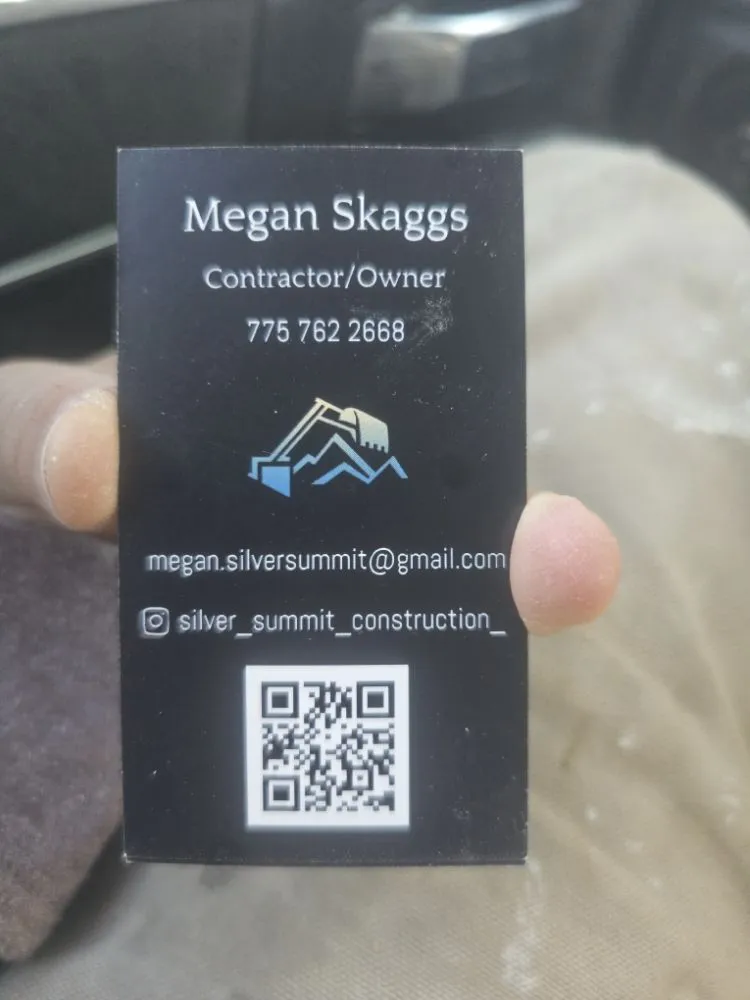 Megan Skaggs
Contractor/Owner
775 762 2668
megan.silversummit@gmail.com
silver_summit_construction_